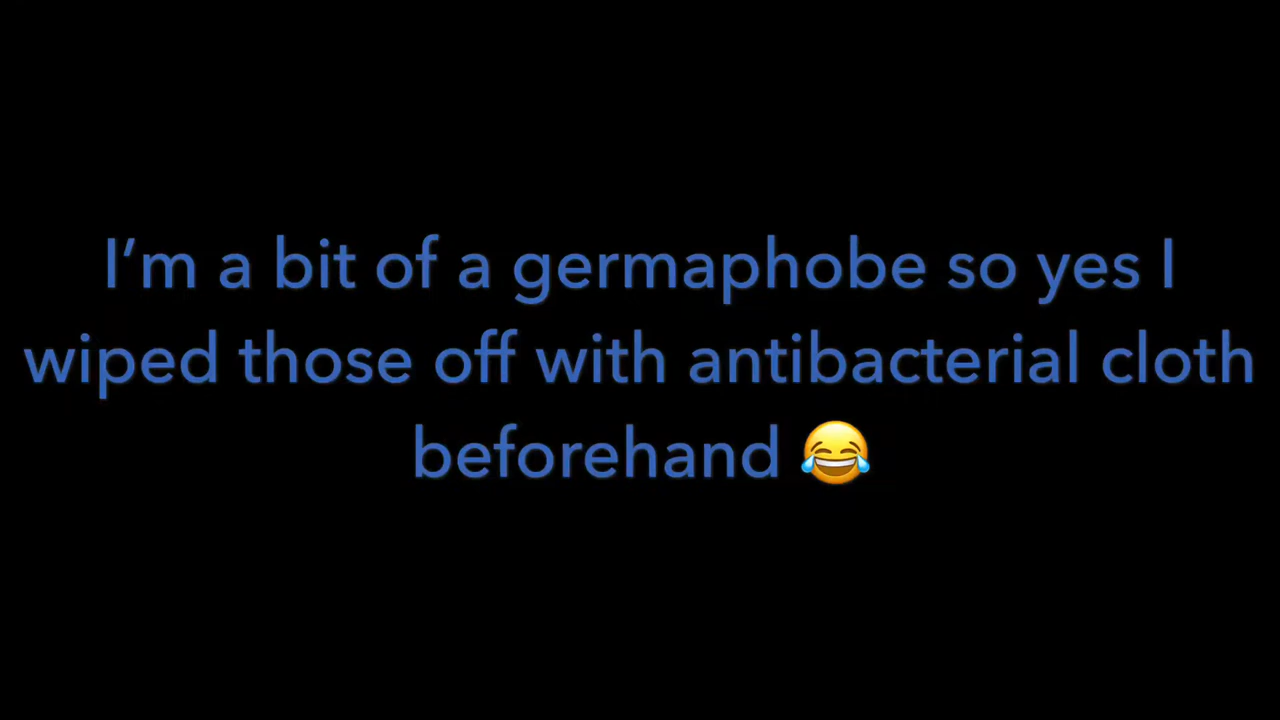 I’m a bit of a germaphobe so yes I
wiped those off with antibacterial cloth
beforehand 😂